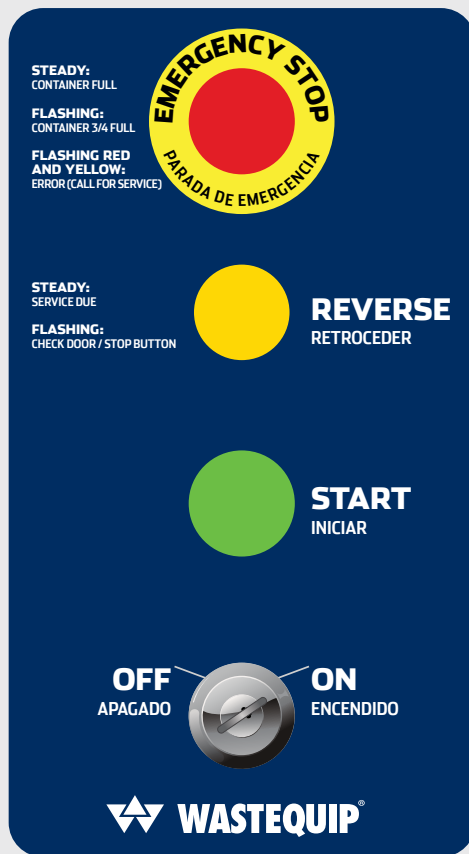 EMERGENCY STOP
PARADA DE EMERGENCIA
STEADY:
CONTAINER FULL
FLASHING:
CONTAINER 3/4 FULL
FLASHING RED
AND YELLOW:
ERROR (CALL FOR SERVICE)
STEADY:
SERVICE DUE
FLASHING:
CHECK DOOR / STOP BUTTON
REVERSE
RETROCEDER
START
INICIAR
OFF
APAGADO
ON
ENCENDIDO
WASTEQUIP®